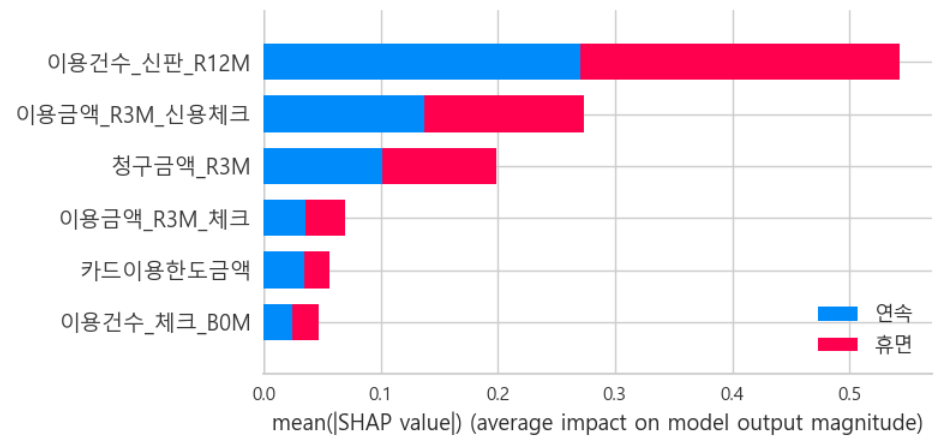 이용건수_신판_R12M
이용금액_R3M_신용체크
청구금액_R3M
이용금액_R3M_체크
카드이용한도금액
이용건수_체크_B0M
연속
휴면
0.0 0.1 0.2 0.3 0.4 0.5
mean(|SHAP value|) (average impact on model output magnitude)